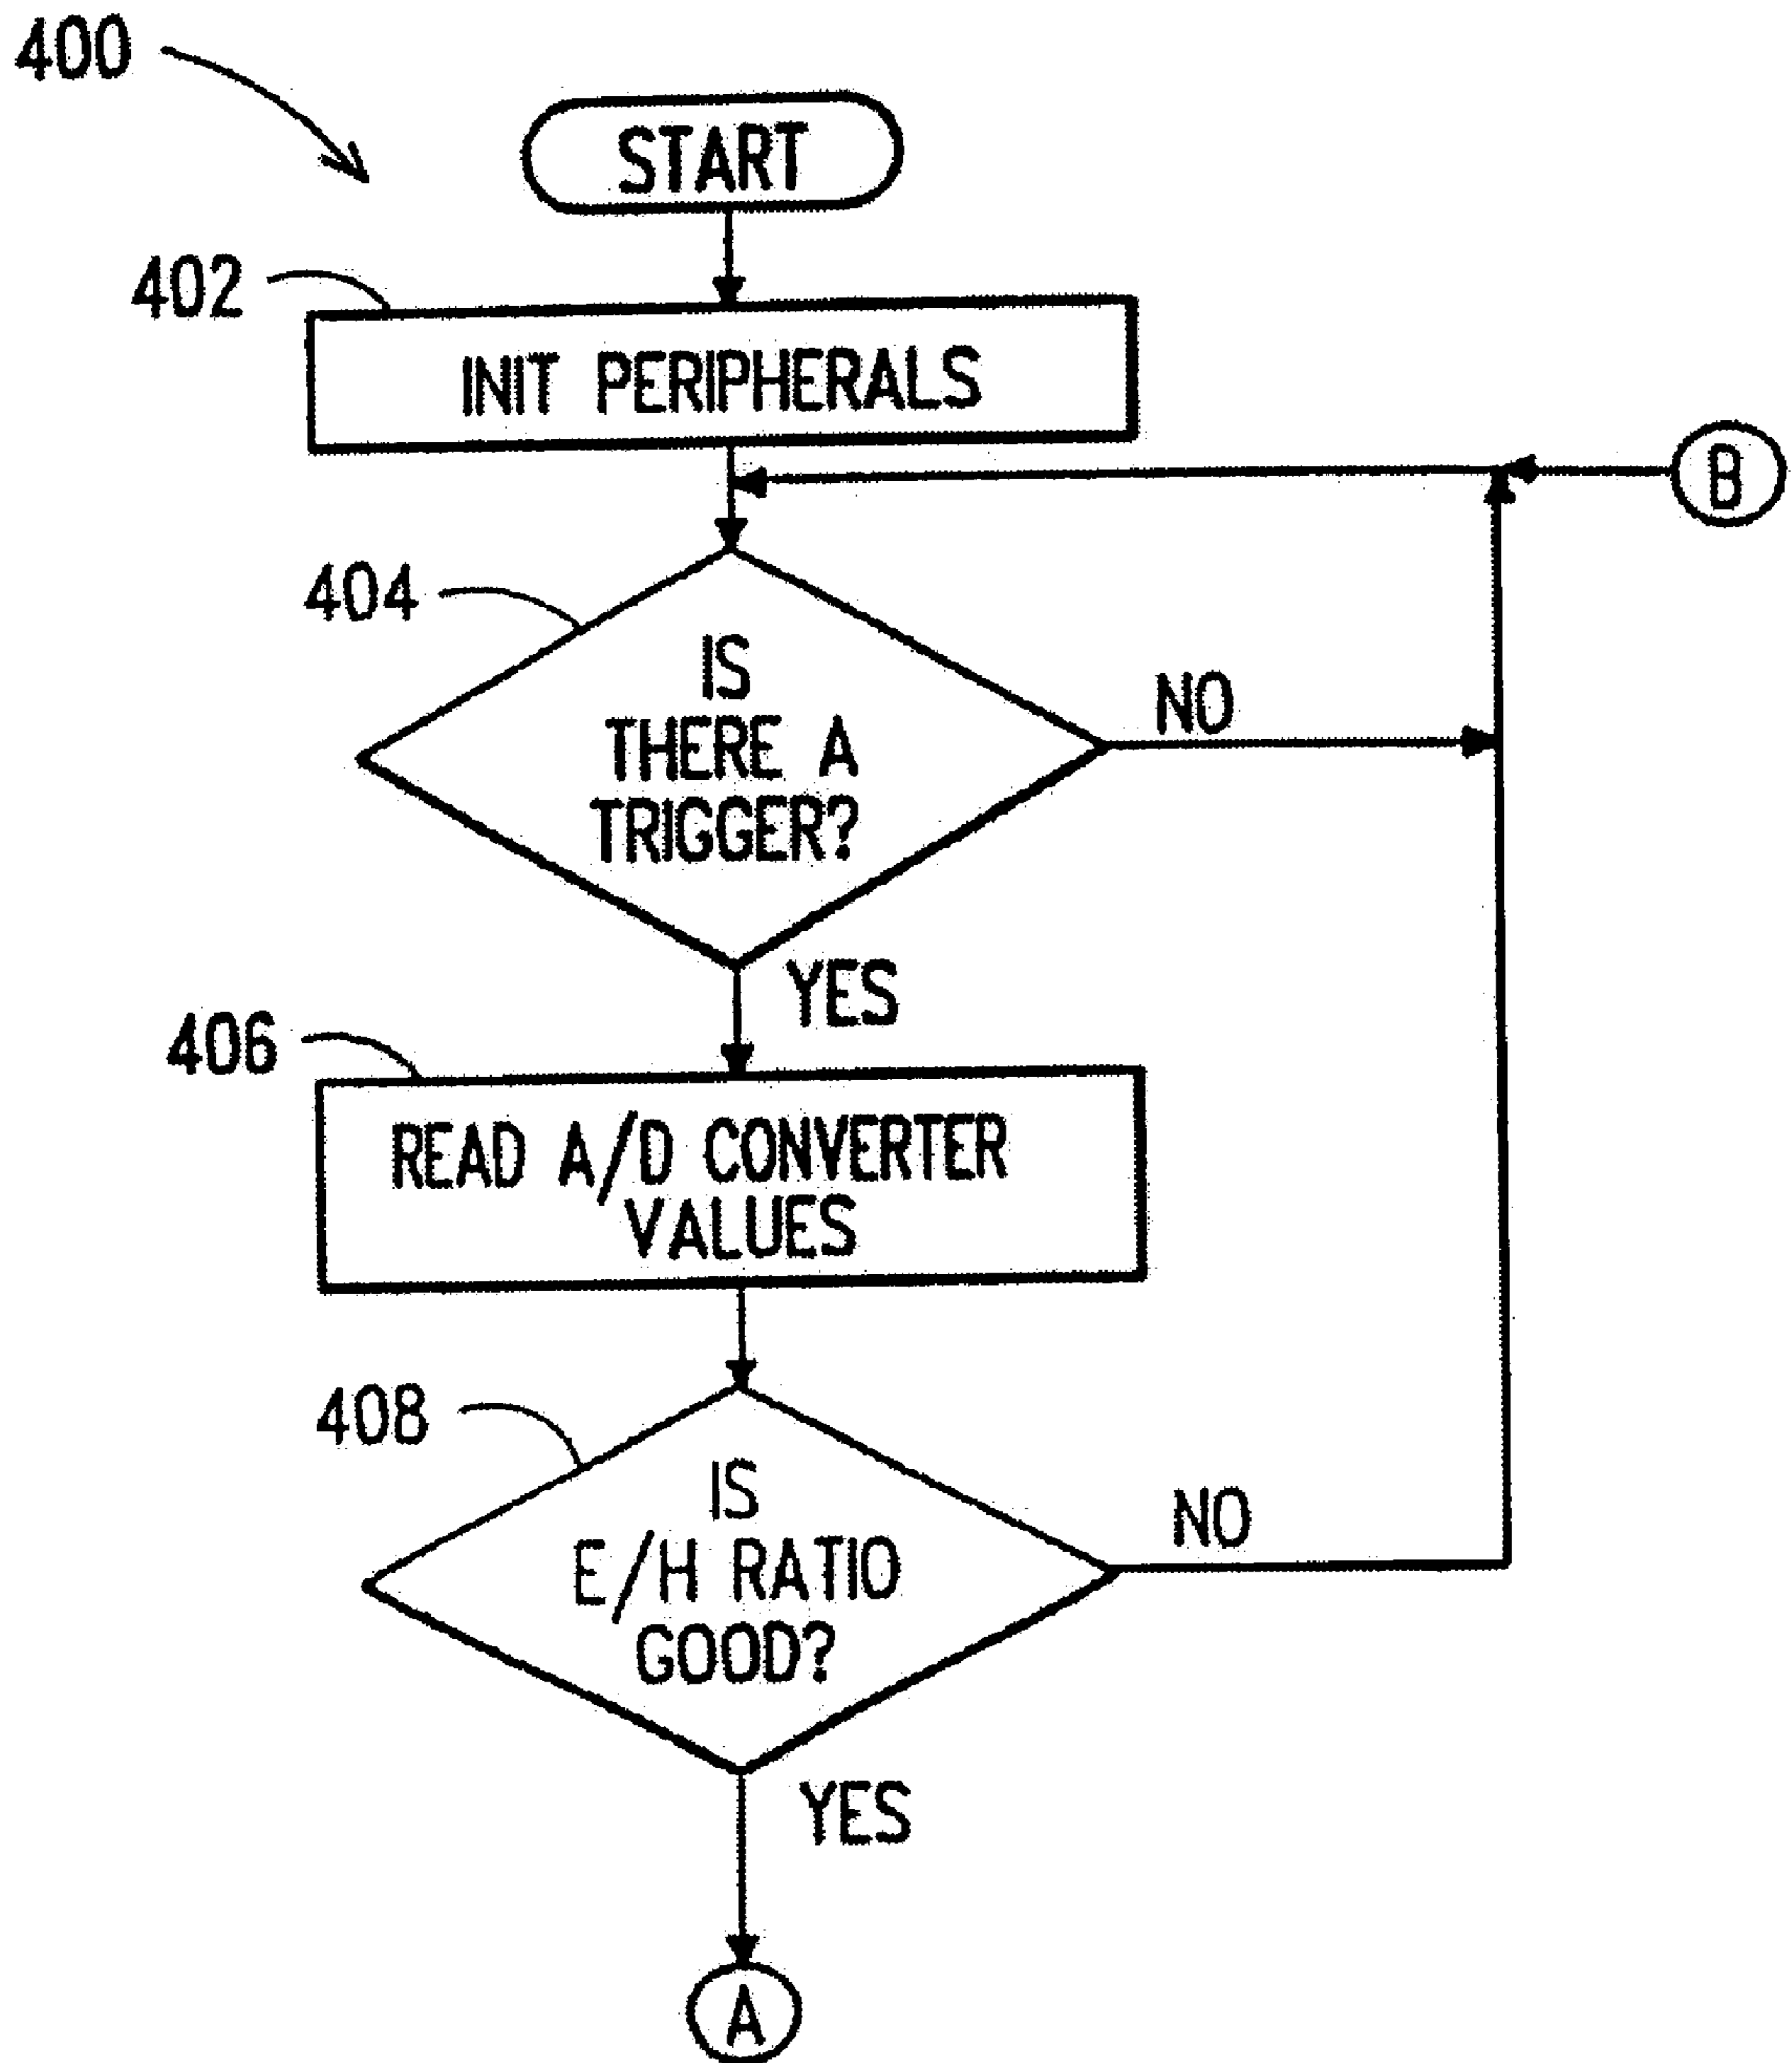 400
START
402
INIT PERIPHERALS
B
404
IS
THERE A
TRIGGER?
NO
YES
406
READ A/D CONVERTER
VALUES
408
IS
E/H RATIO
GOOD?
NO
YES
A